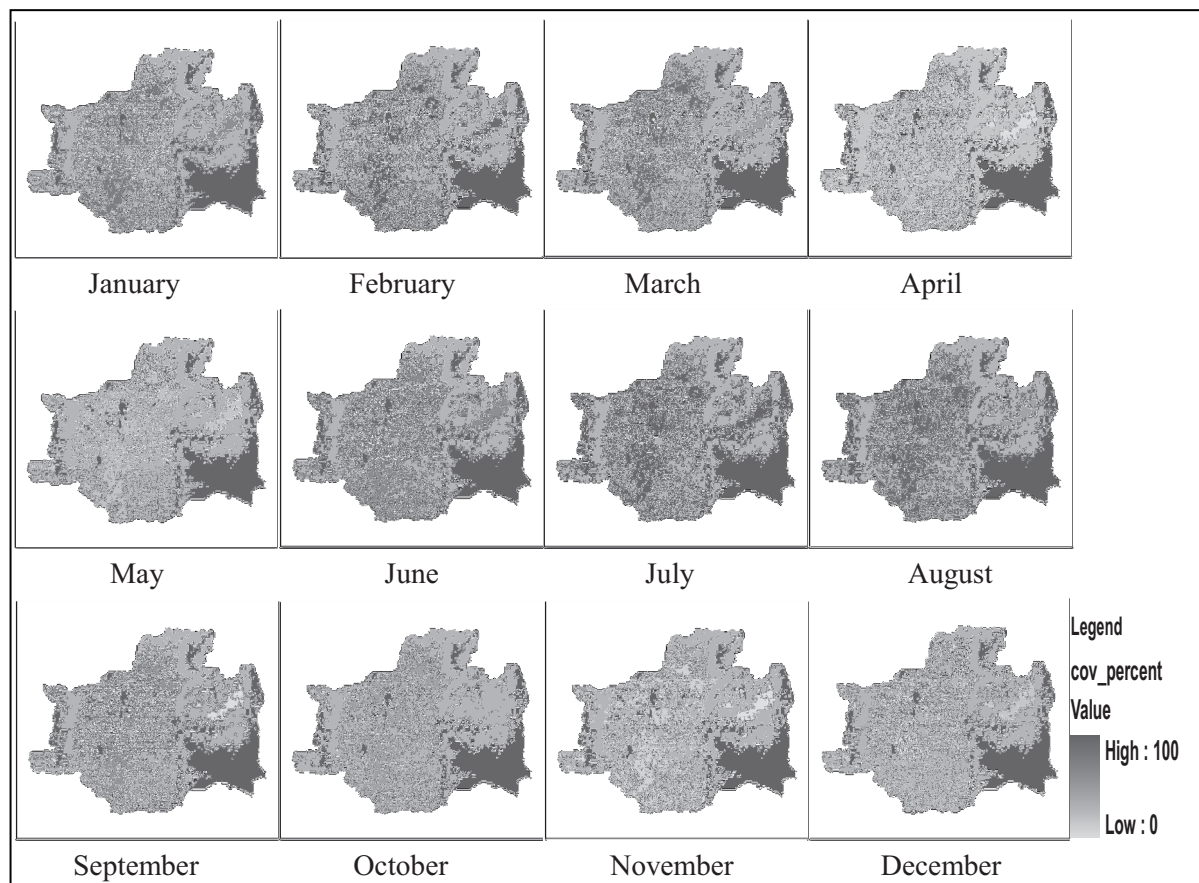 January February March April
May June July August
Legend
cov_percent
Value
High : 100
Low : 0
September October November December